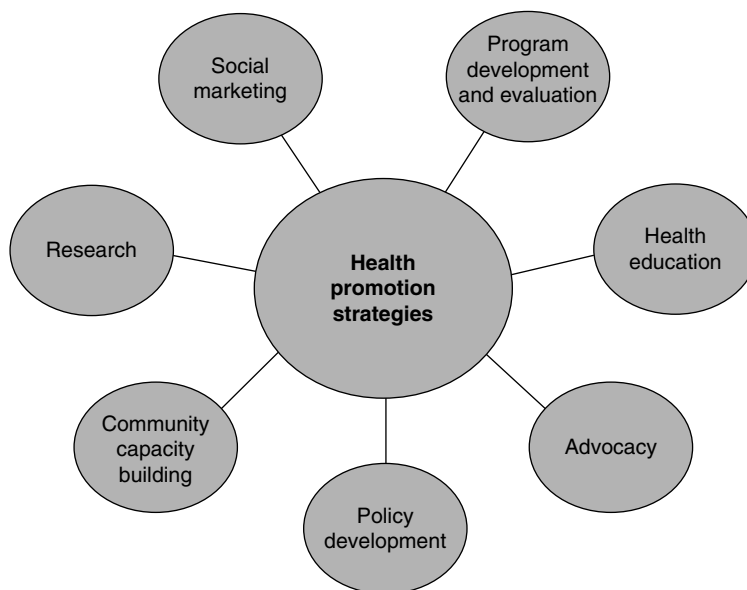 Social
marketing
Program
development
and evaluation
Research
Health
promotion
strategies
Health
education
Community
capacity
building
Policy
development
Advocacy